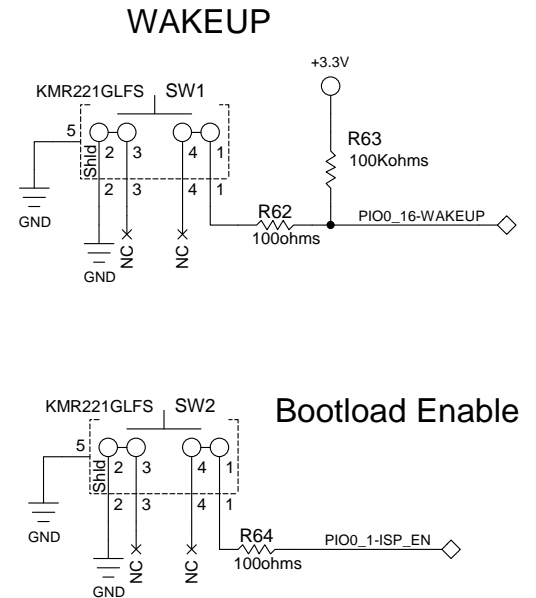 WAKEUP
+3.3V
KMR221GLFS SW1
5
2 3 4 1
Shld
R63
100Kohms
2 3 4 1
GND
R62
100ohms
PIO0_16-WAKEUP
GND
NC
NC
KMR221GLFS SW2
Bootload Enable
5
2 3 4 1
Shld
2 3 4 1
GND
R64
100ohms
PIO0_1-ISP_EN
GND
NC
NC